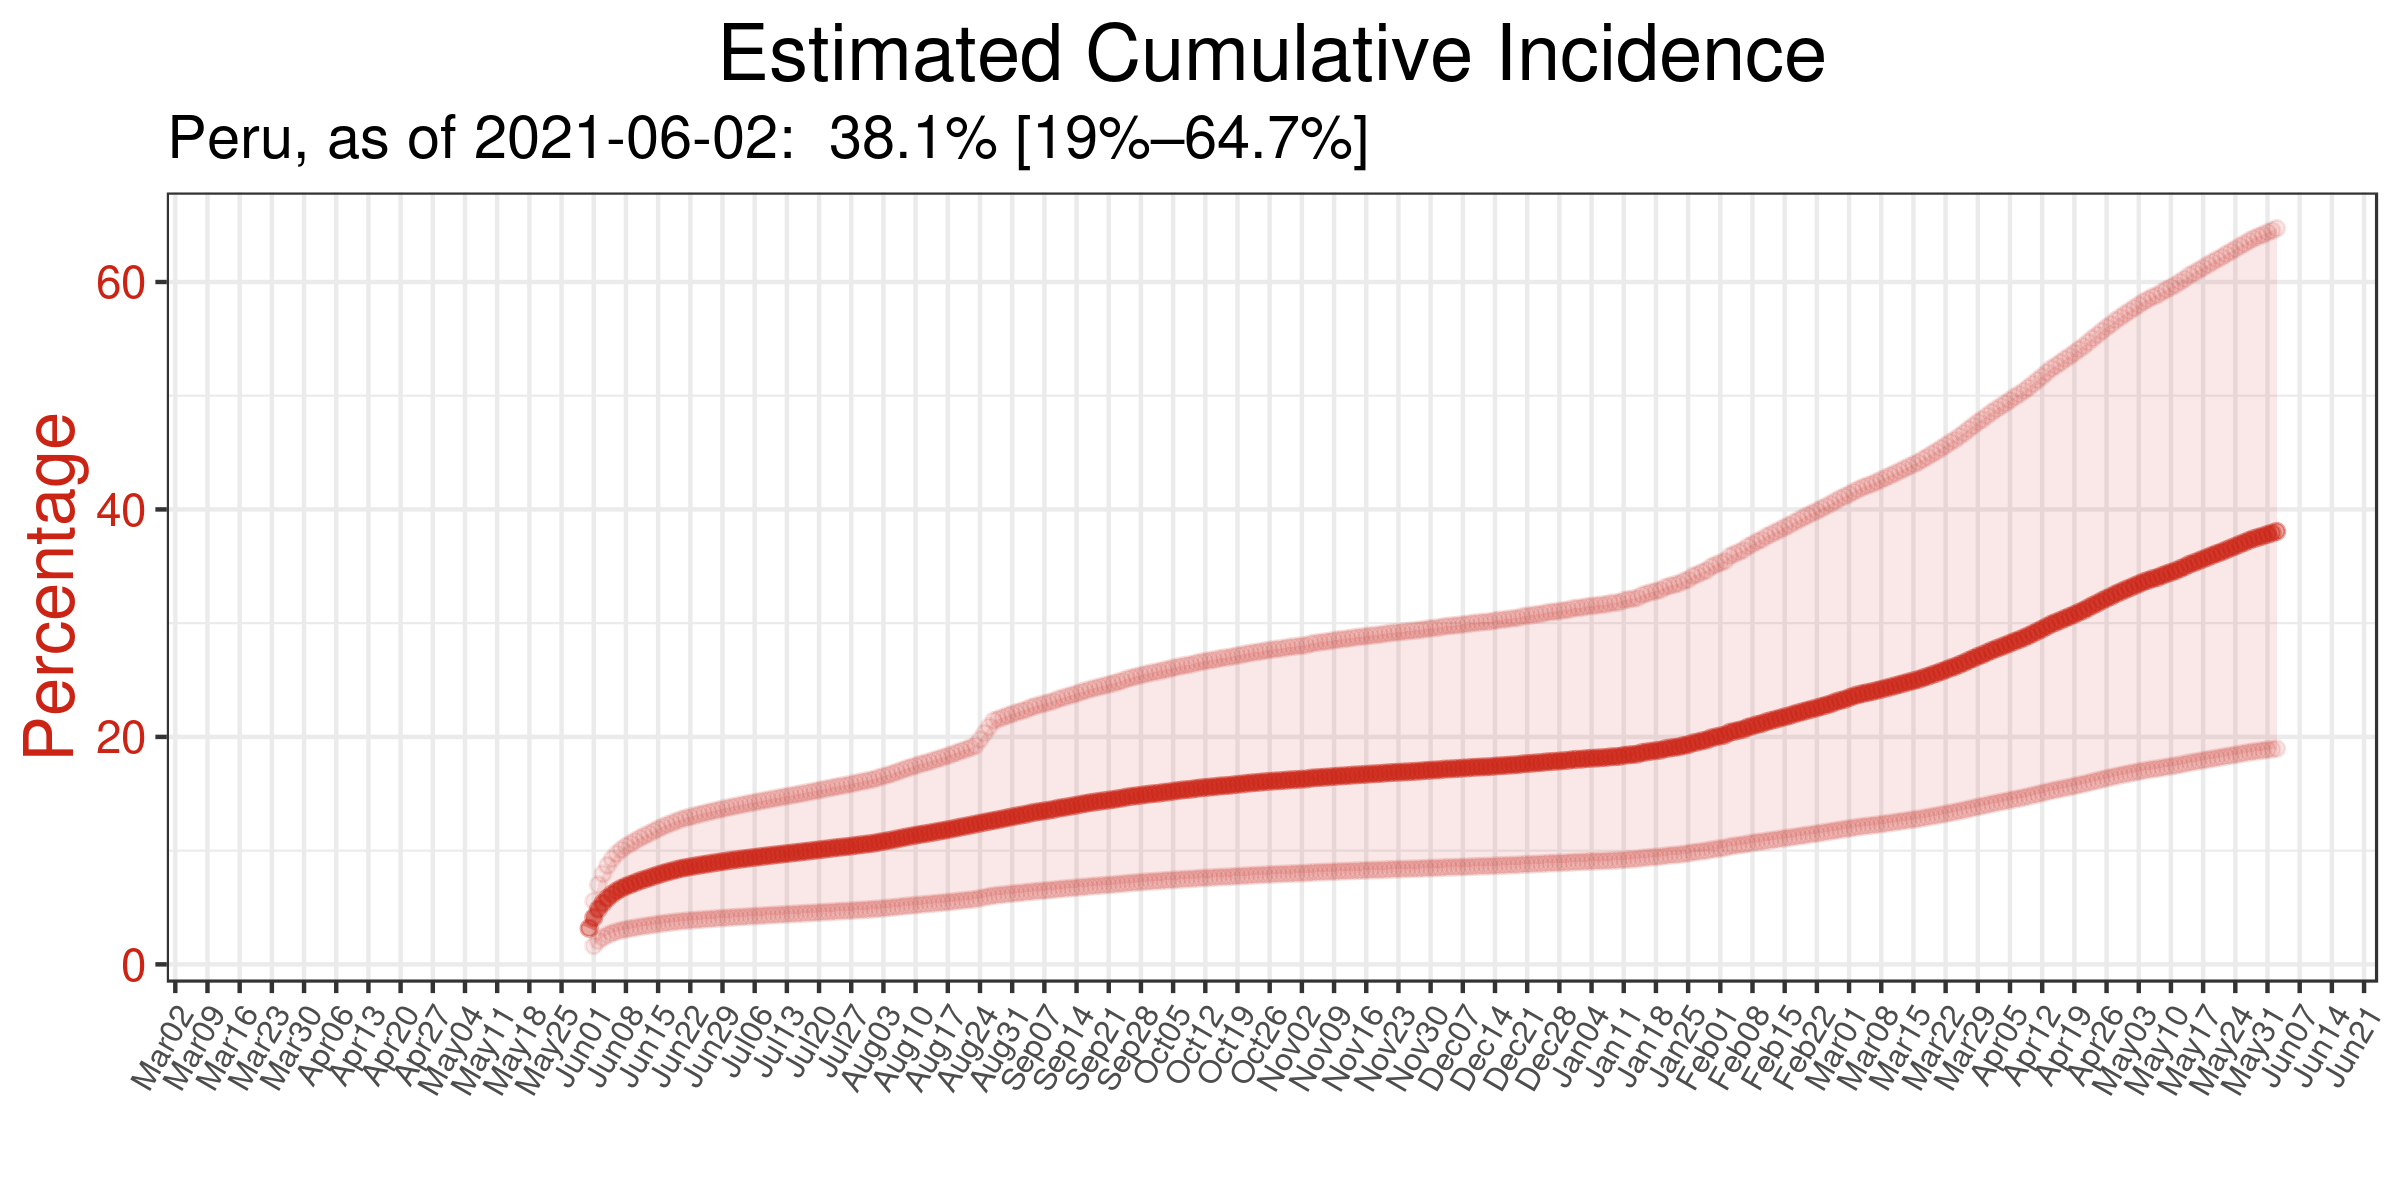 Estimated Cumulative Incidence
Peru, as of 2021-06-02:  38.1% [19%–64.7%]
Percentage
60
40
20
0
Mar02
Mar09
Mar16
Mar23
Mar30
Apr06
Apr13
Apr20
Apr27
May04
May11
May18
May25
Jun01
Jun08
Jun15
Jun22
Jun29
Jul06
Jul13
Jul20
Jul27
Aug03
Aug10
Aug17
Aug24
Aug31
Sep07
Sep14
Sep21
Sep28
Oct05
Oct12
Oct19
Oct26
Nov02
Nov09
Nov16
Nov23
Nov30
Dec07
Dec14
Dec21
Dec28
Jan04
Jan11
Jan18
Jan25
Feb01
Feb08
Feb15
Feb22
Mar01
Mar08
Mar15
Mar22
Mar29
Apr05
Apr12
Apr19
Apr26
May03
May10
May17
May24
May31
Jun07
Jun14
Jun21